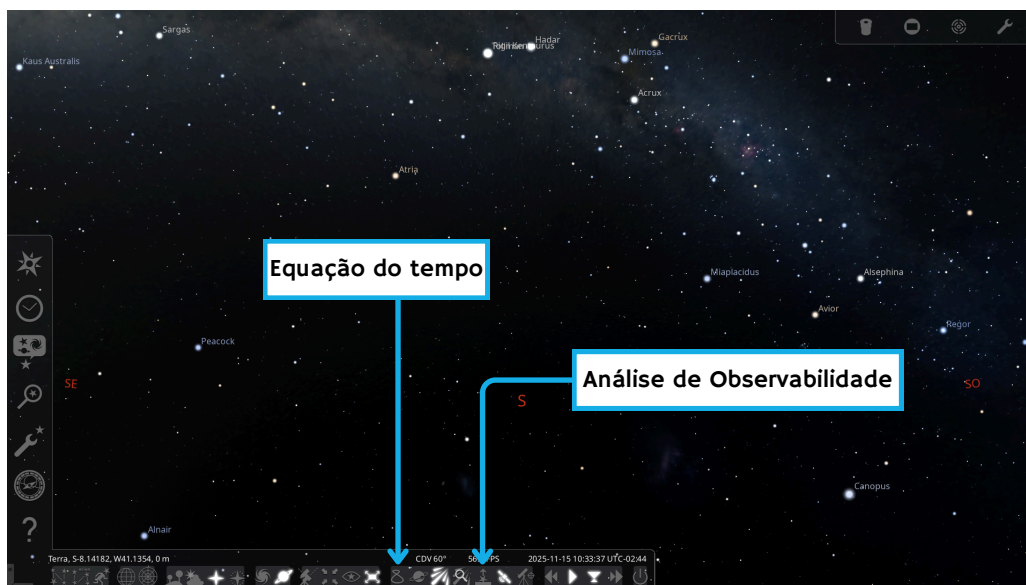 Sargas
Hadar
Gacrux
Mimosa
Kaus Australis
Acrux
Atria
Equação do tempo
Miaplacidus
Alsephina
Avior
Regor
Peacock
Análise de Observabilidade
SE
S
SO
Canopus
Alnair
Terra, S-8.14182, W41.1354, 0 m
CDV 60°
2025-11-15 10:33:37 UTC-02:44